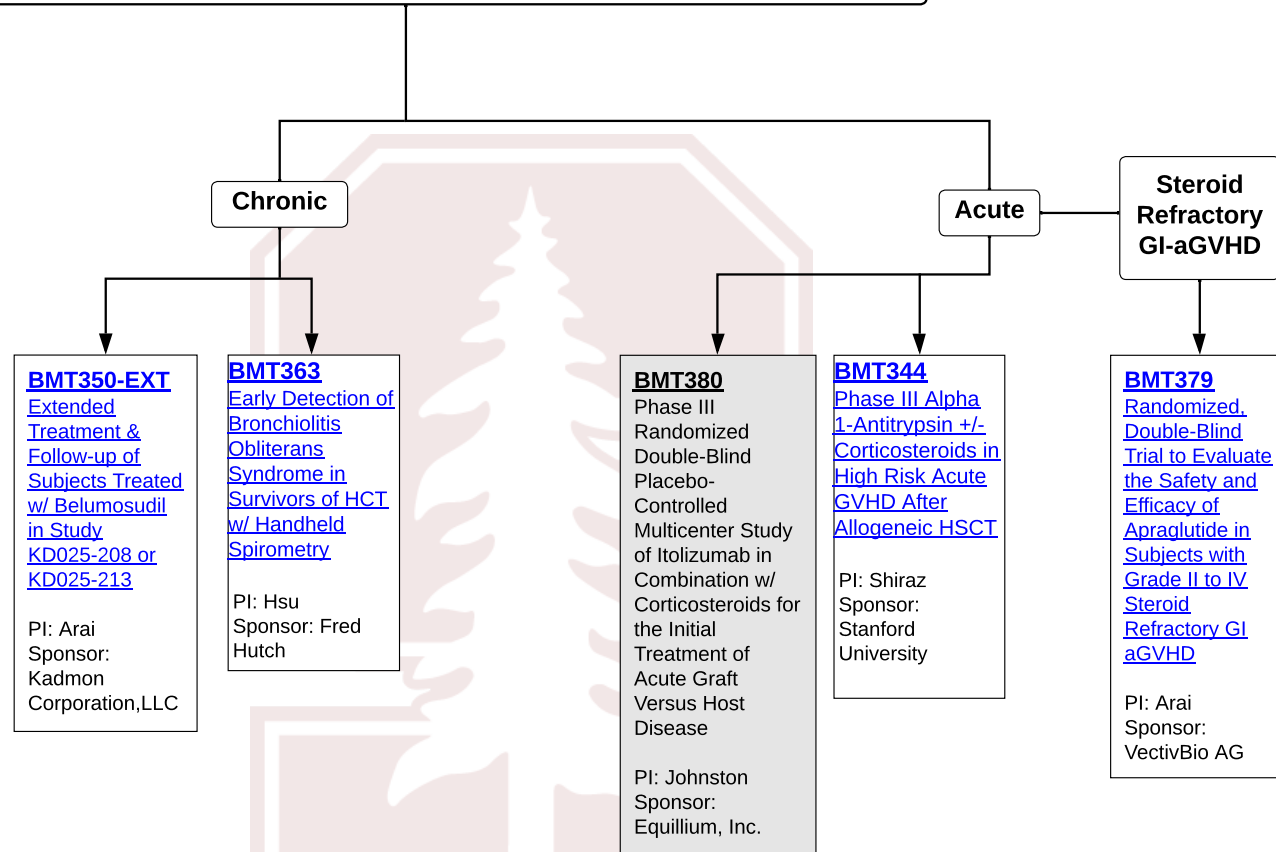 Chronic
Acute
Steroid
Refractory
GI-aGVHD
BMT350-EXT
Extended
Treatment &
Follow-up of
Subjects Treated
w/ Belumosudil
in Study
KD025-208 or
KD025-213
PI: Arai
Sponsor:
Kadmon
Corporation,LLC
BMT363
Early Detection of
Bronchiolitis
Obliterans
Syndrome in
Survivors of HCT
w/ Handheld
Spirometry
PI: Hsu
Sponsor: Fred
Hutch
BMT380
Phase III
Randomized
Double-Blind
Placebo-
Controlled
Multicenter Study
of Itolizumab in
Combination w/
Corticosteroids for
the Initial
Treatment of
Acute Graft
Versus Host
Disease
PI: Johnston
Sponsor:
Equillium, Inc.
BMT344
Phase III Alpha
1-Antitrypsin +/-
Corticosteroids in
High Risk Acute
GVHD After
Allogeneic HSCT
PI: Shiraz
Sponsor:
Stanford
University
BMT379
Randomized,
Double-Blind
Trial to Evaluate
the Safety and
Efficacy of
Apraglutide in
Subjects with
Grade II to IV
Steroid
Refractory GI
aGVHD
PI: Arai
Sponsor:
VectivBio AG